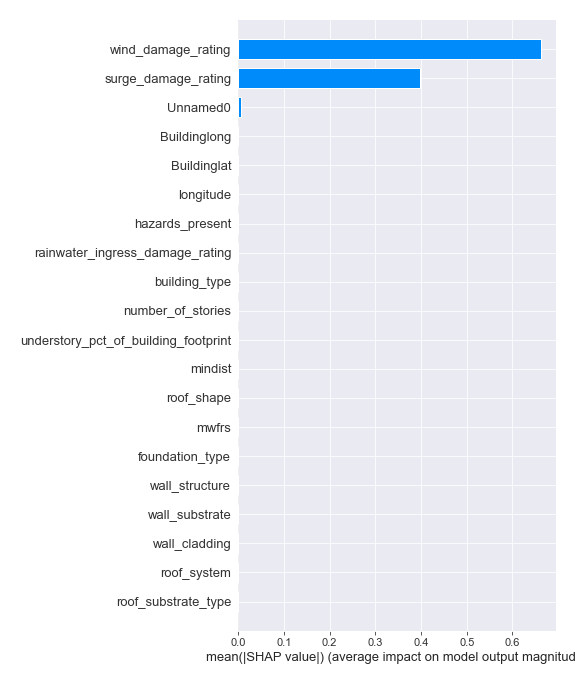 wind_damage_rating
surge_damage_rating
Unnamed0
Buildinglong
Buildinglat
longitude
hazards_present
rainwater_ingress_damage_rating
building_type
number_of_stories
understory_pct_of_building_footprint
mindist
roof_shape
mwfrs
foundation_type
wall_structure
wall_substrate
wall_cladding
roof_system
roof_substrate_type
0.0 0.1 0.2 0.3 0.4 0.5 0.6
mean(|SHAP value|) (average impact on model output magnitud